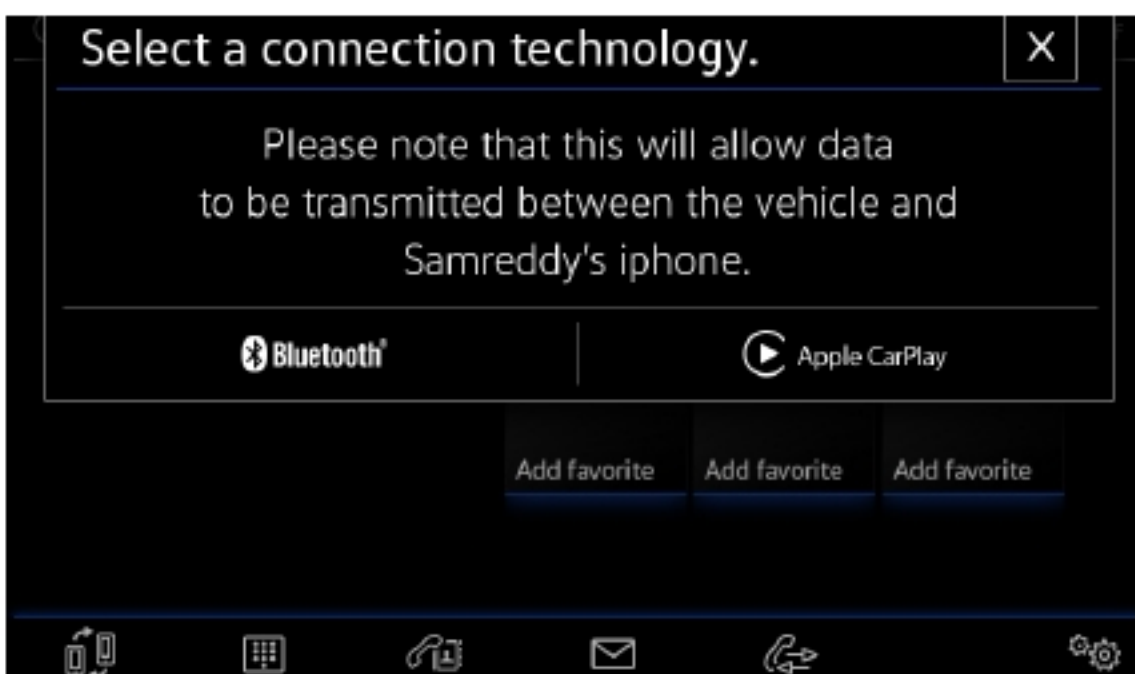 Select a connection technology.
X
Please note that this will allow data
to be transmitted between the vehicle and
Samreddy's iphone.
Bluetooth®
Apple CarPlay
Add favorite
Add favorite
Add favorite